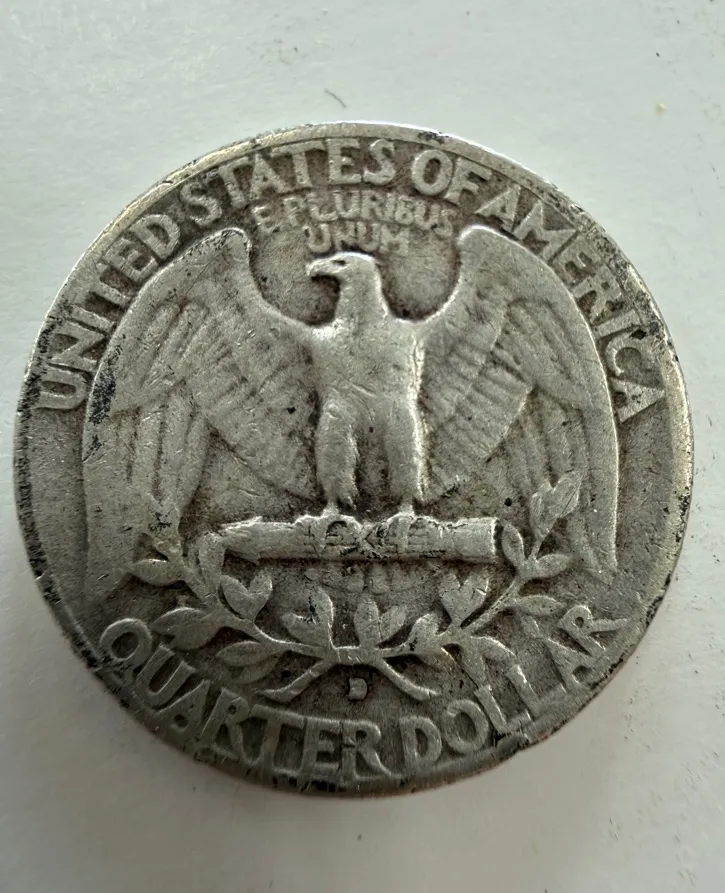 UNITED STATES OF AMERICA
E PLURIBUS
UNUM
D
QUARTER DOLLAR